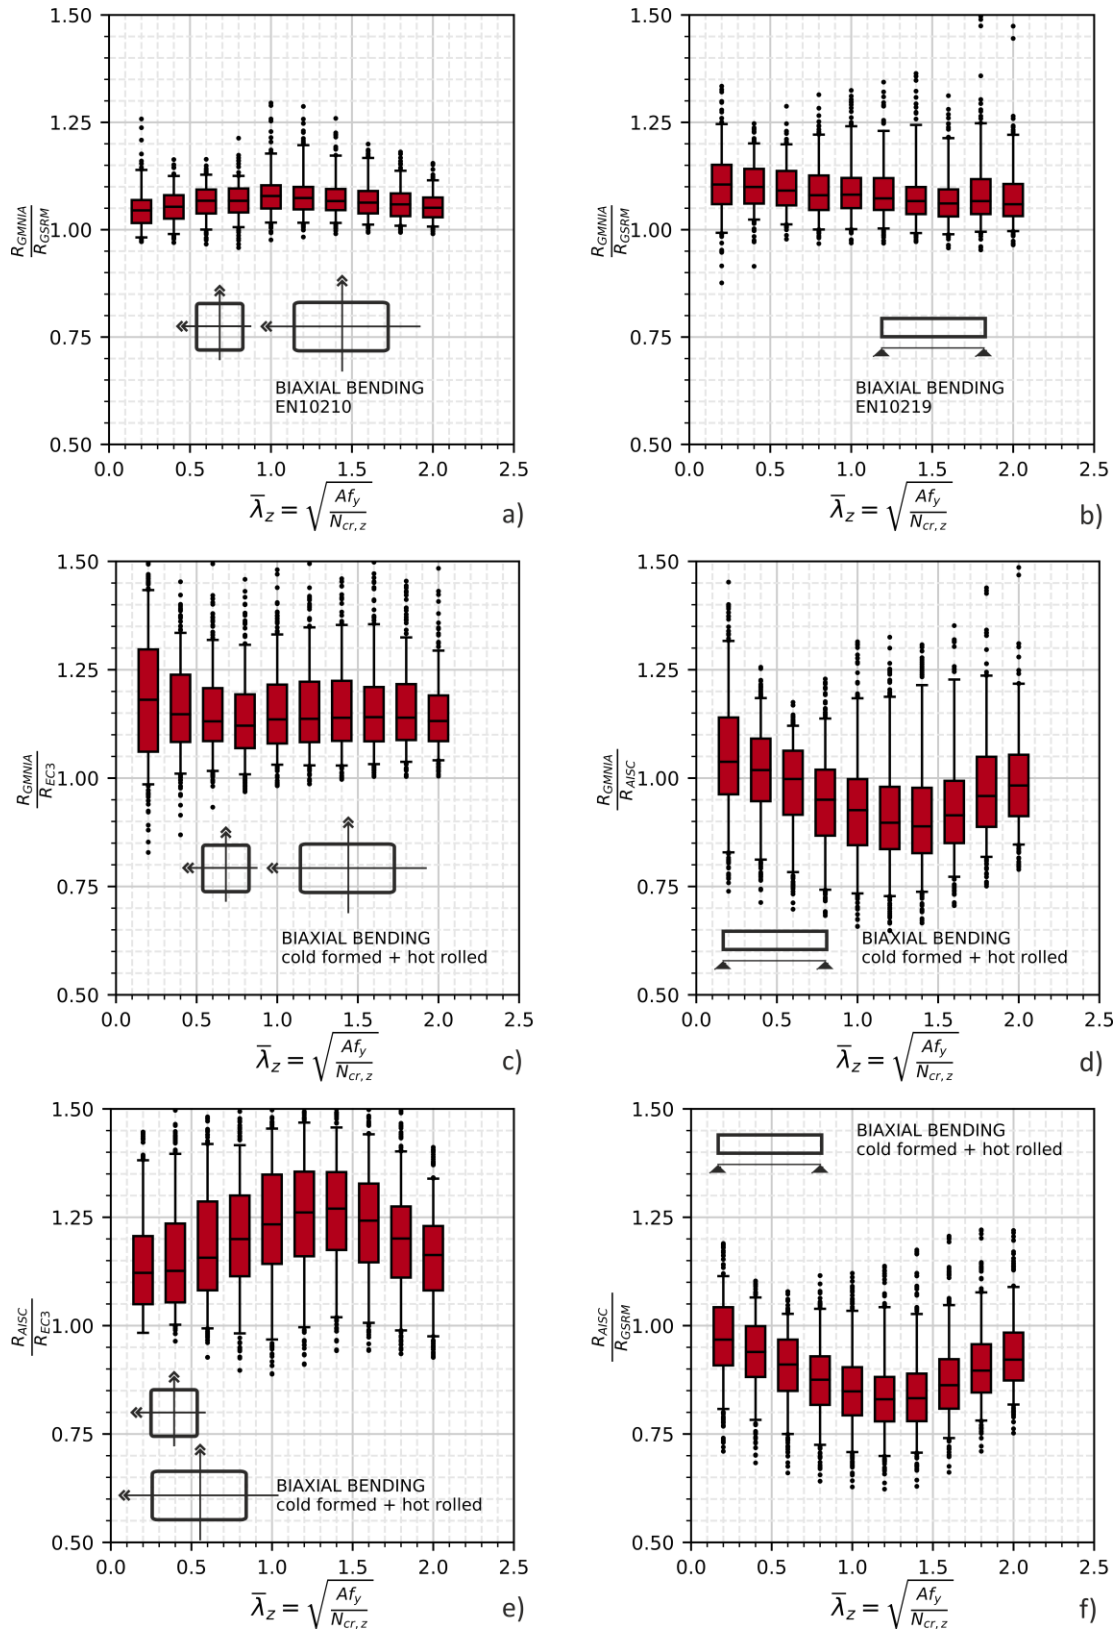 1.50
1.25
1.00
0.75
0.50
R_GMNIA
R_GSRM
BIAXIAL BENDING
EN10210
0.0 0.5 1.0 1.5 2.0 2.5
λ̅_z = √(Af_y / N_cr,z)
a)
1.50
1.25
1.00
0.75
0.50
R_GMNIA
R_GSRM
BIAXIAL BENDING
EN10219
0.0 0.5 1.0 1.5 2.0 2.5
λ̅_z = √(Af_y / N_cr,z)
b)
1.50
1.25
1.00
0.75
0.50
R_GMNIA
R_EC3
BIAXIAL BENDING
cold formed + hot rolled
0.0 0.5 1.0 1.5 2.0 2.5
λ̅_z = √(Af_y / N_cr,z)
c)
1.50
1.25
1.00
0.75
0.50
R_GMNIA
R_AISC
BIAXIAL BENDING
cold formed + hot rolled
0.0 0.5 1.0 1.5 2.0 2.5
λ̅_z = √(Af_y / N_cr,z)
d)
1.50
1.25
1.00
0.75
0.50
R_AISC
R_EC3
BIAXIAL BENDING
cold formed + hot rolled
0.0 0.5 1.0 1.5 2.0 2.5
λ̅_z = √(Af_y / N_cr,z)
e)
1.50
1.25
1.00
0.75
0.50
R_AISC
R_GSRM
BIAXIAL BENDING
cold formed + hot rolled
0.0 0.5 1.0 1.5 2.0 2.5
λ̅_z = √(Af_y / N_cr,z)
f)